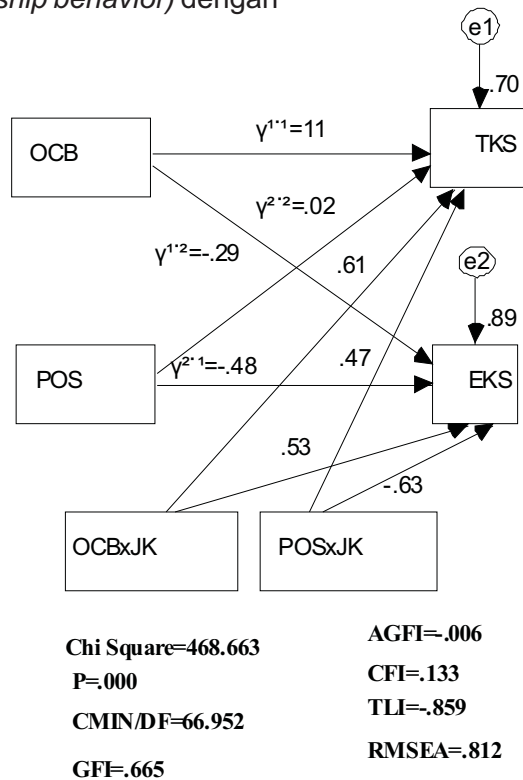 ship behavior) dengan
e1
.70
TKS
OCB
γ¹·¹=11
γ²·²=.02
γ¹·²=-.29
.61
e2
.89
EKS
.47
POS
γ²·¹=-.48
.53
-.63
OCBxJK
POSxJK
Chi Square=468.663
P=.000
CMIN/DF=66.952
GFI=.665
AGFI=-.006
CFI=.133
TLI=-.859
RMSEA=.812